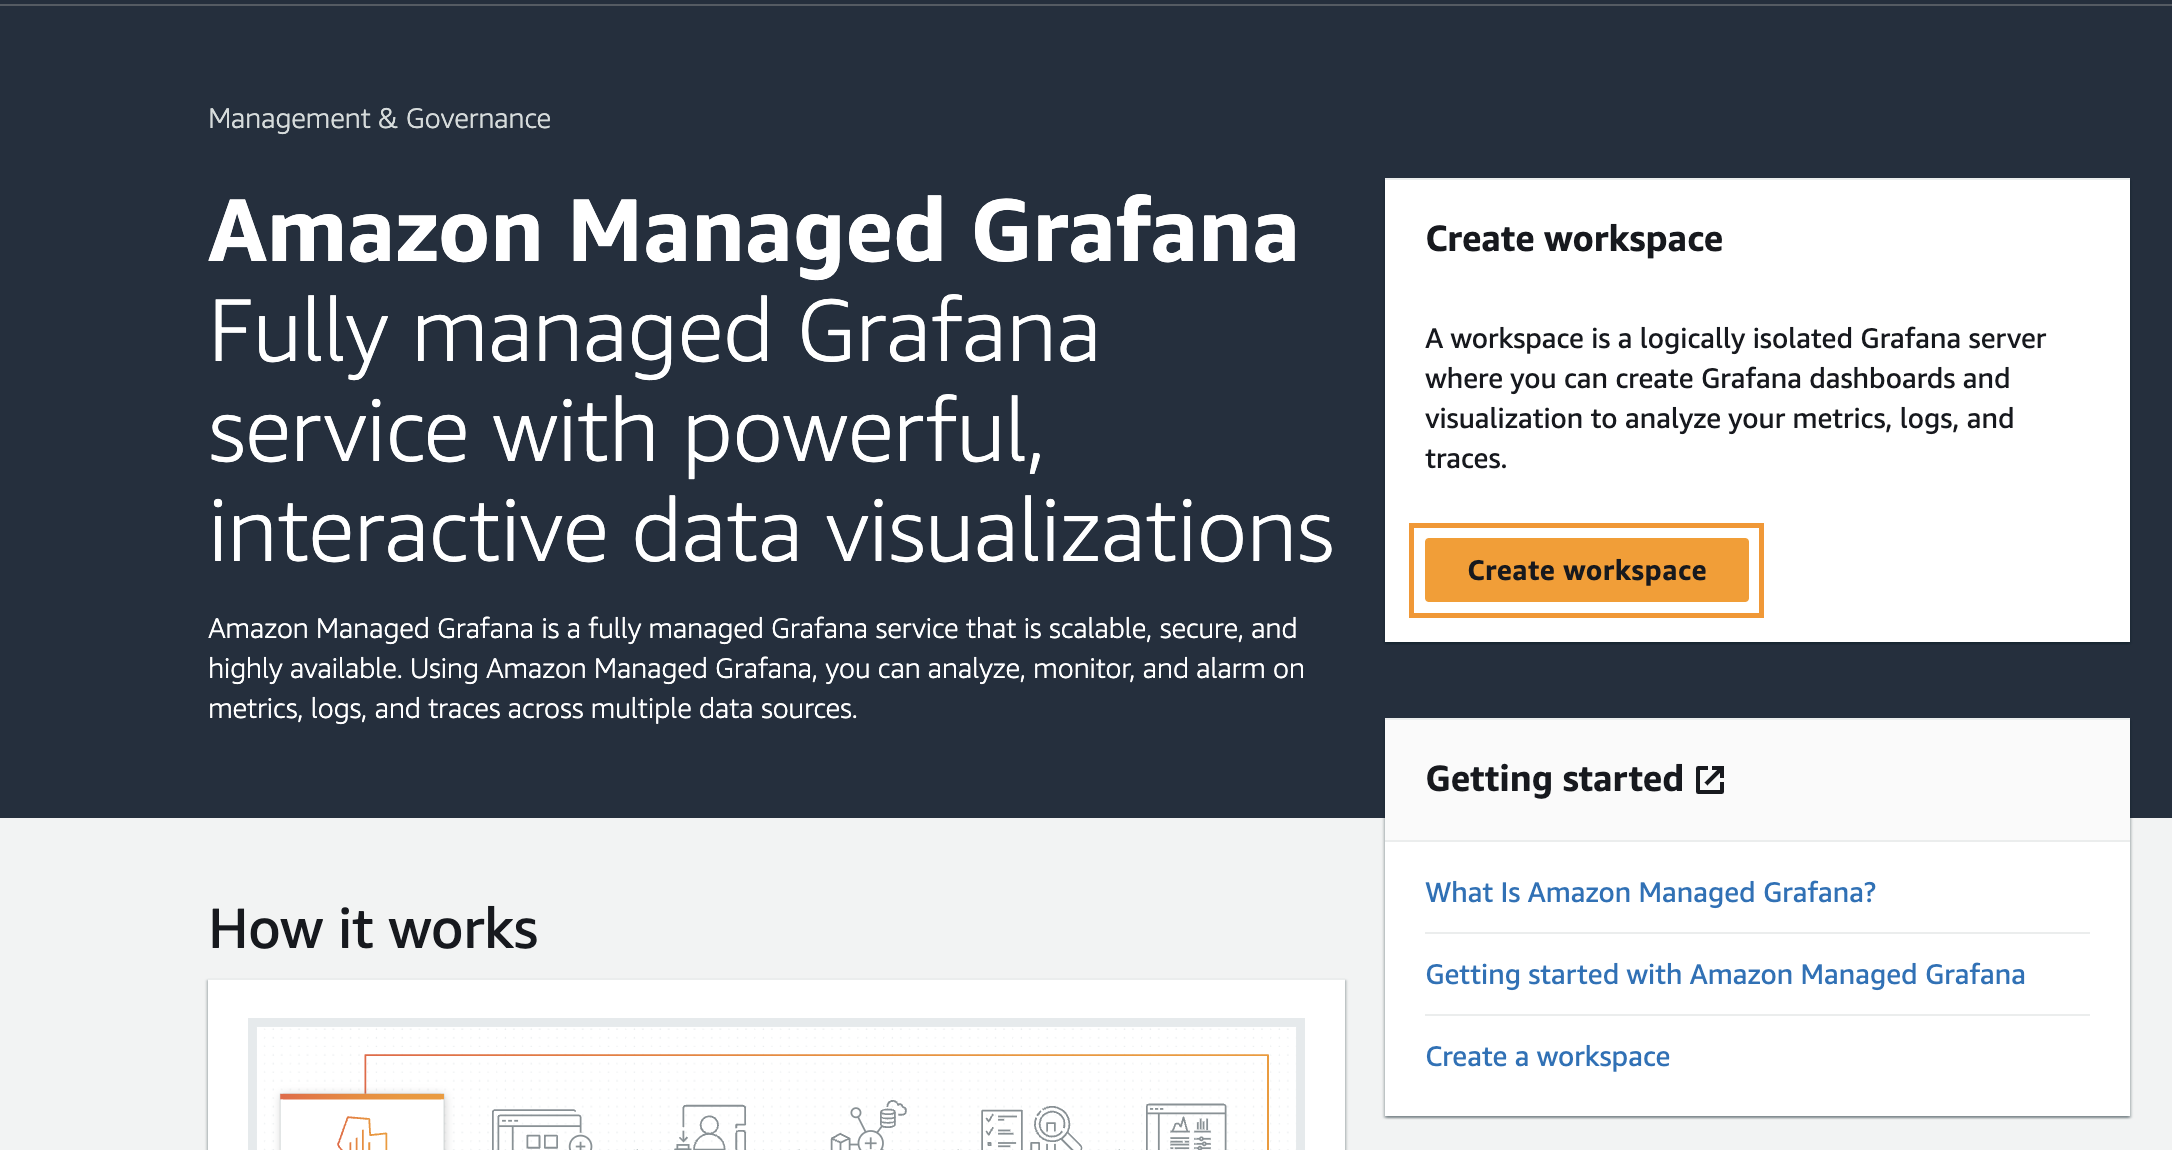 Management & Governance
Amazon Managed Grafana
Fully managed Grafana
service with powerful,
interactive data visualizations
Amazon Managed Grafana is a fully managed Grafana service that is scalable, secure, and
highly available. Using Amazon Managed Grafana, you can analyze, monitor, and alarm on
metrics, logs, and traces across multiple data sources.
Create workspace
A workspace is a logically isolated Grafana server
where you can create Grafana dashboards and
visualization to analyze your metrics, logs, and
traces.
Create workspace
Getting started
What Is Amazon Managed Grafana?
Getting started with Amazon Managed Grafana
Create a workspace
How it works